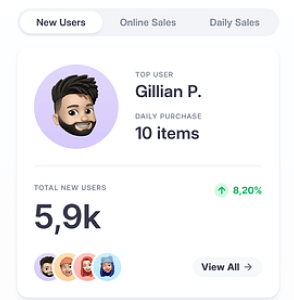 New Users Online Sales Daily Sales
TOP USER
Gillian P.
DAILY PURCHASE
10 items
TOTAL NEW USERS
8,20%
5,9k
View All →